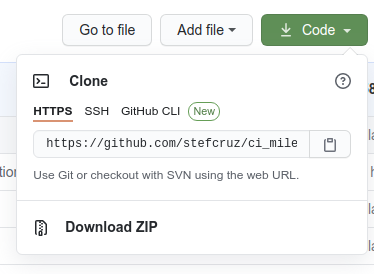 Go to file Add file Code
Clone
HTTPS SSH GitHub CLI New
https://github.com/stefcruz/ci_mile
Use Git or checkout with SVN using the web URL.
Download ZIP